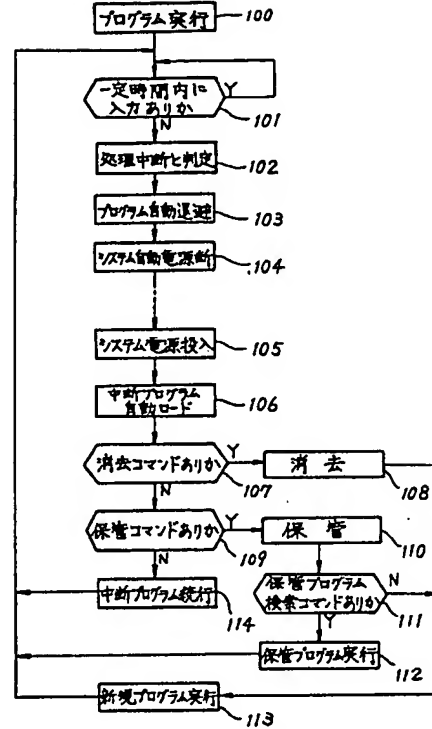 プログラム実行
100
一定時間内に
入力ありか
Y
101
N
処理中断と判定
102
プログラム自動退避
103
システム自動電源断
104
システム電源投入
105
中断プログラム
自動ロード
106
消去コマンドありか
Y
107
消去
108
N
保管コマンドありか
Y
109
保管
110
N
中断プログラム続行
114
保管プログラム
検索コマンドありか
N
111
Y
保管プログラム実行
112
新規プログラム実行
113